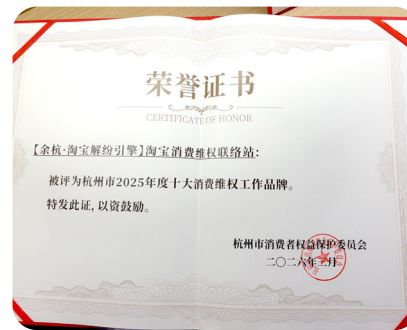 荣誉证书
CERTIFICATE OF HONOR
【余杭·淘宝解纷引擎】淘宝消费维权联络站：
被评为杭州市2025年度十大消费维权工作品牌。
特发此证，以资鼓励。
杭州市消费者权益保护委员会
二〇二六年三月